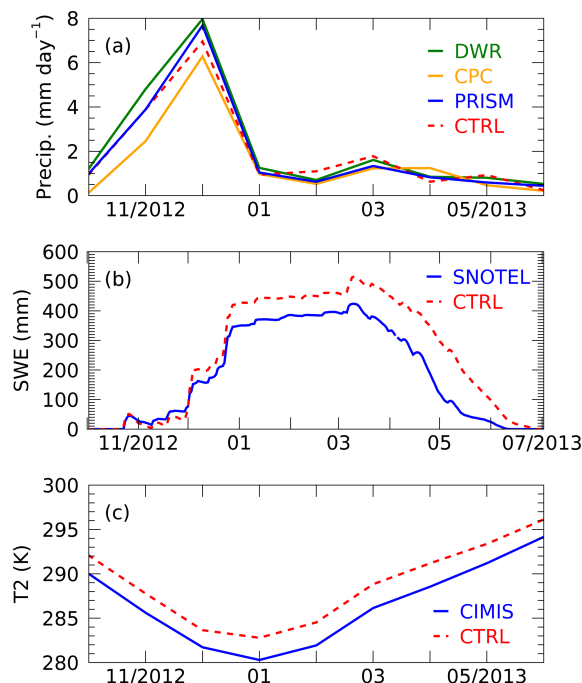 8
(a)
DWR
6
CPC
Precip. (mm day⁻¹)
PRISM
4
CTRL
2
0
11/2012 01 03 05/2013
600
(b)
SNOTEL
500
CTRL
400
SWE (mm)
300
200
100
0
11/2012 01 03 05 07/2013
300
(c)
295
T2 (K)
290
CIMIS
285
CTRL
280
11/2012 01 03 05/2013